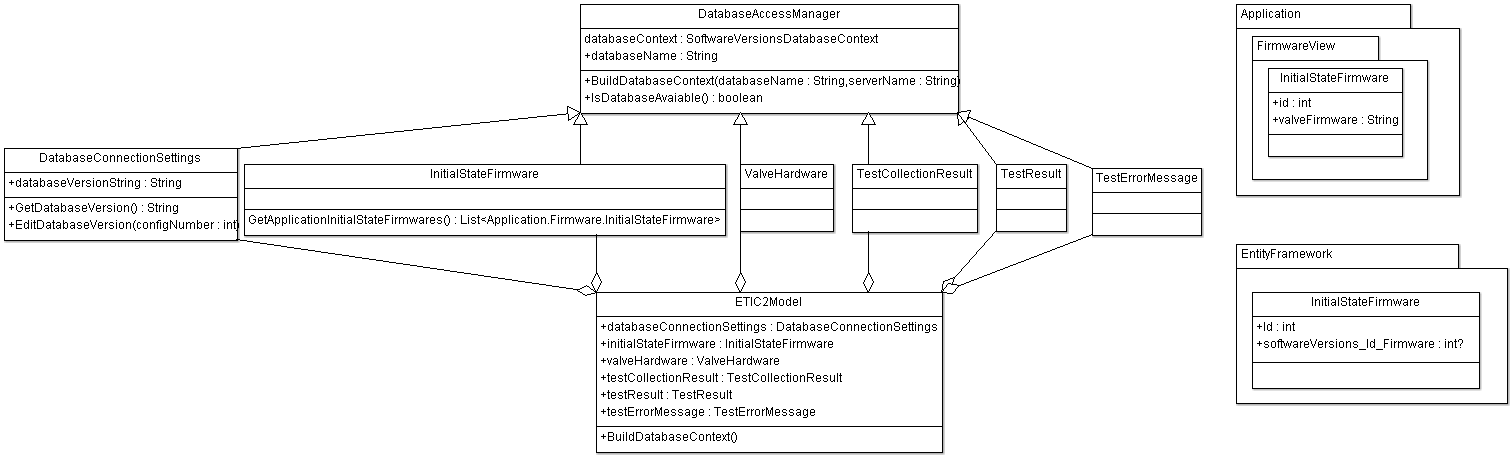 DatabaseAccessManager
databaseContext : SoftwareVersionsDatabaseContext
+databaseName : String
+BuildDatabaseContext(databaseName : String,serverName : String)
+IsDatabaseAvaiable() : boolean
Application
FirmwareView
InitialStateFirmware
+id : int
+valveFirmware : String
DatabaseConnectionSettings
+databaseVersionString : String
+GetDatabaseVersion() : String
+EditDatabaseVersion(configNumber : int)
InitialStateFirmware
GetApplicationInitialStateFirmwares() : List<Application.Firmware.InitialStateFirmware>
ValveHardware
TestCollectionResult
TestResult
TestErrorMessage
EntityFramework
InitialStateFirmware
+Id : int
+softwareVersions_Id_Firmware : int?
ETIC2Model
+databaseConnectionSettings : DatabaseConnectionSettings
+initialStateFirmware : InitialStateFirmware
+valveHardware : ValveHardware
+testCollectionResult : TestCollectionResult
+testResult : TestResult
+testErrorMessage : TestErrorMessage
+BuildDatabaseContext()